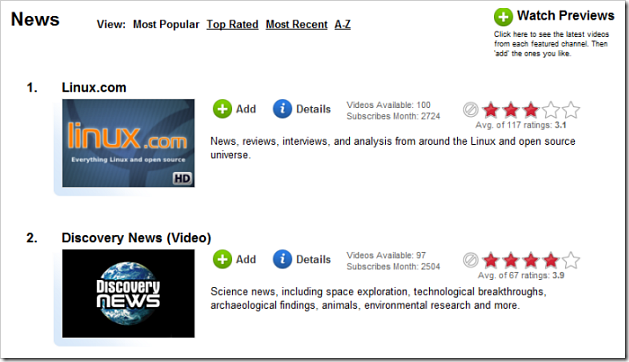 News
View: Most Popular Top Rated Most Recent A-Z
Watch Previews
Click here to see the latest videos
from each featured channel. Then
'add' the ones you like.
1. Linux.com
linux.com
Everything Linux and open source
HD
Add
Details
Videos Available: 100
Subscribes Month: 2724
Avg. of 117 ratings: 3.1
News, reviews, interviews, and analysis from around the Linux and open source
universe.
2. Discovery News (Video)
Discovery
NEWS
Add
Details
Videos Available: 97
Subscribes Month: 2504
Avg. of 67 ratings: 3.9
Science news, including space exploration, technological breakthroughs,
archaeological findings, animals, environmental research and more.